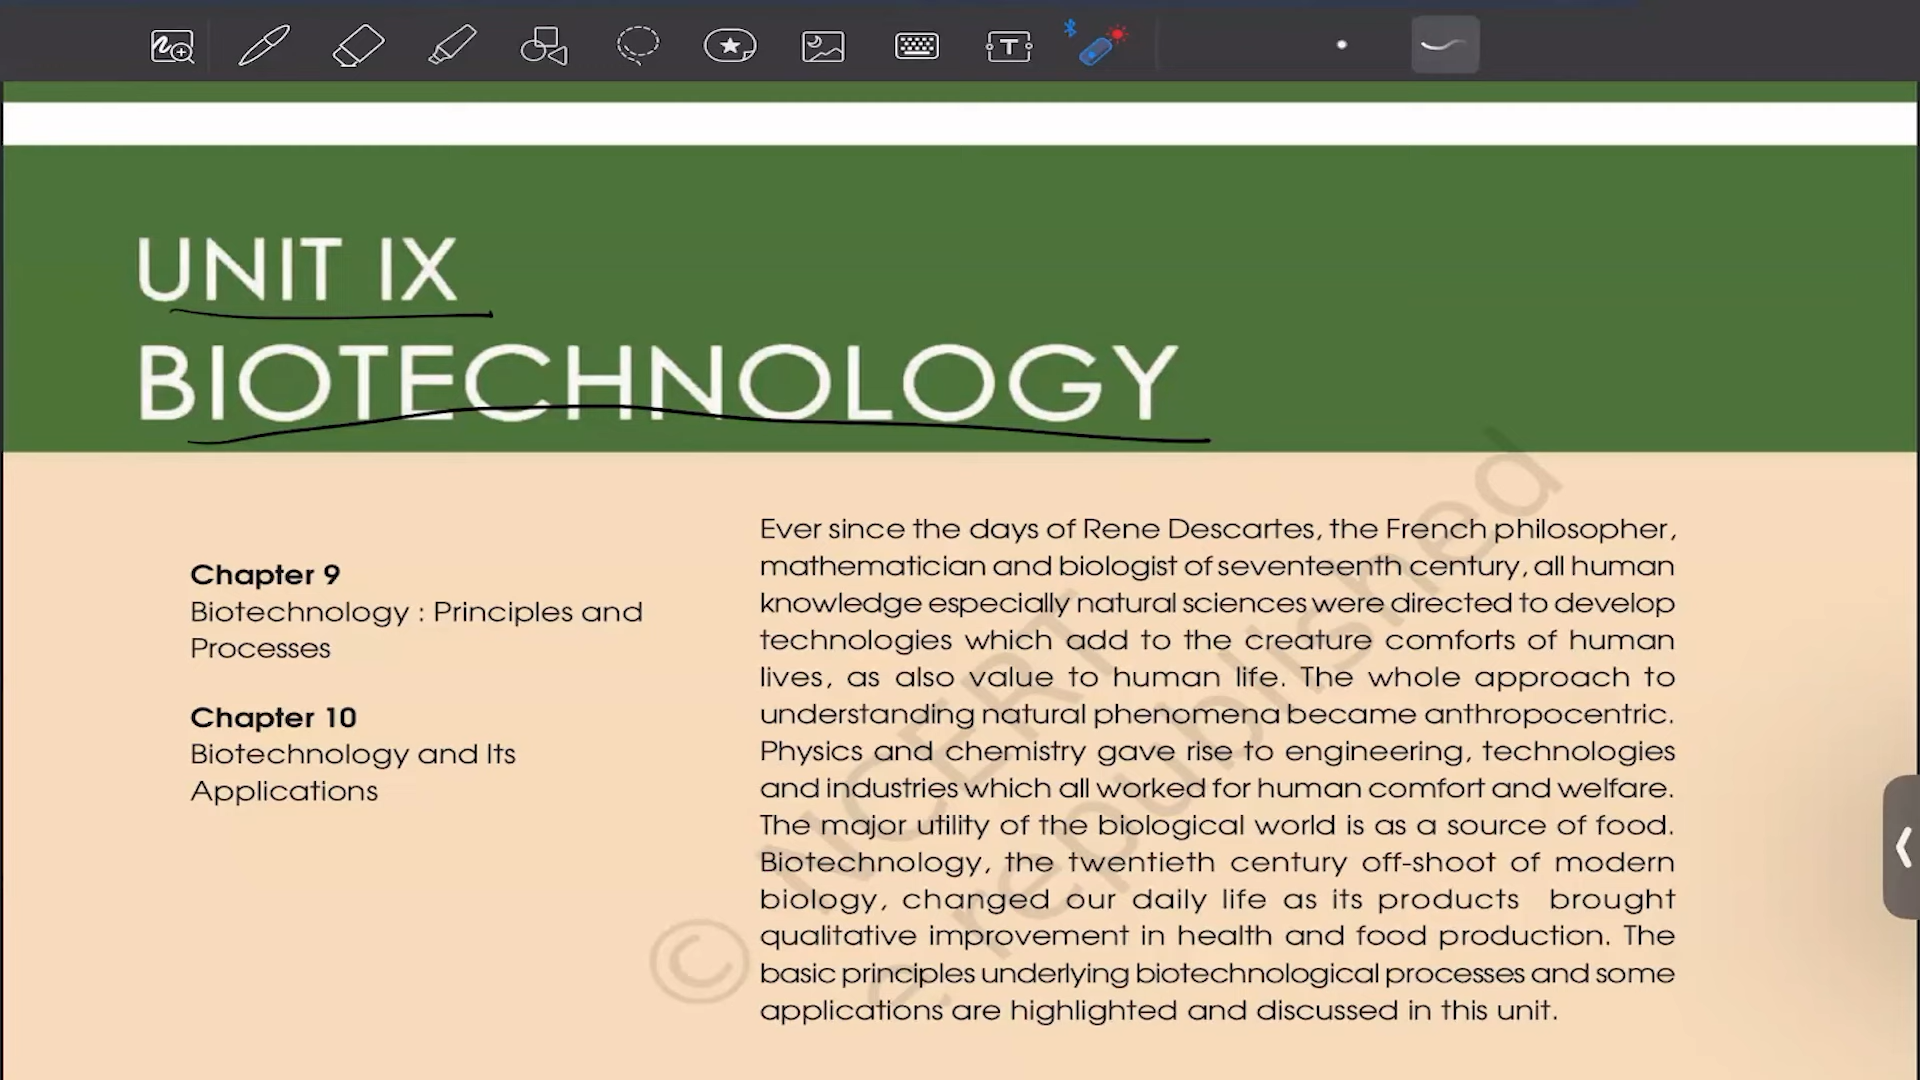 UNIT IX
BIOTECHNOLOGY
Chapter 9
Biotechnology : Principles and
Processes
Chapter 10
Biotechnology and Its
Applications
Ever since the days of Rene Descartes, the French philosopher,
mathematician and biologist of seventeenth century, all human
knowledge especially natural sciences were directed to develop
technologies which add to the creature comforts of human
lives, as also value to human life. The whole approach to
understanding natural phenomena became anthropocentric.
Physics and chemistry gave rise to engineering, technologies
and industries which all worked for human comfort and welfare.
The major utility of the biological world is as a source of food.
Biotechnology, the twentieth century off-shoot of modern
biology, changed our daily life as its products brought
qualitative improvement in health and food production. The
basic principles underlying biotechnological processes and some
applications are highlighted and discussed in this unit.
© NCERT
e republished